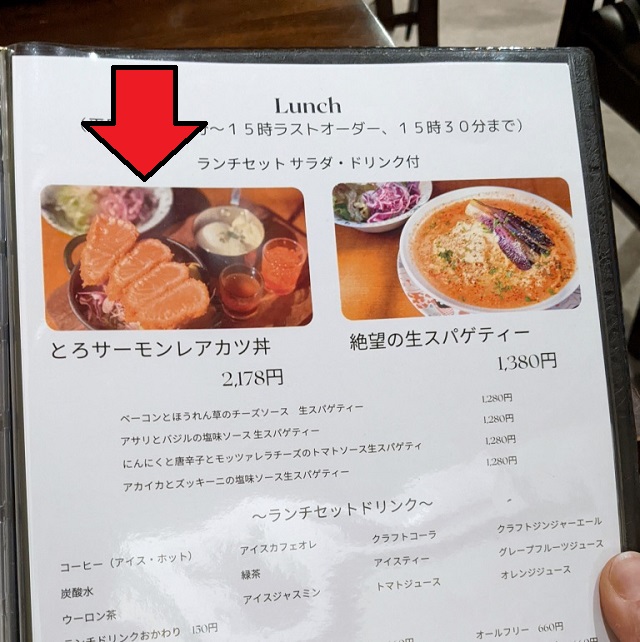 Lunch
～１５時ラストオーダー、１５時３０分まで）
ランチセット サラダ・ドリンク付
とろサーモンレアカツ丼
2,178円
絶望の生スパゲティー
1,380円
ベーコンとほうれん草のチーズソース　生スパゲティー 1,280円
アサリとバジルの塩味ソース 生スパゲティー 1,280円
にんにくと唐辛子とモッツァレラチーズのトマトソース生スパゲティ 1,280円
アカイカとズッキーニの塩味ソース生スパゲティー 1,280円
～ランチセットドリンク～
コーヒー（アイス・ホット） アイスカフェオレ クラフトコーラ クラフトジンジャーエール
炭酸水 緑茶 アイスティー グレープフルーツジュース
ウーロン茶 アイスジャスミン トマトジュース オレンジジュース
ランチドリンクおかわり 150円
オールフリー 660円